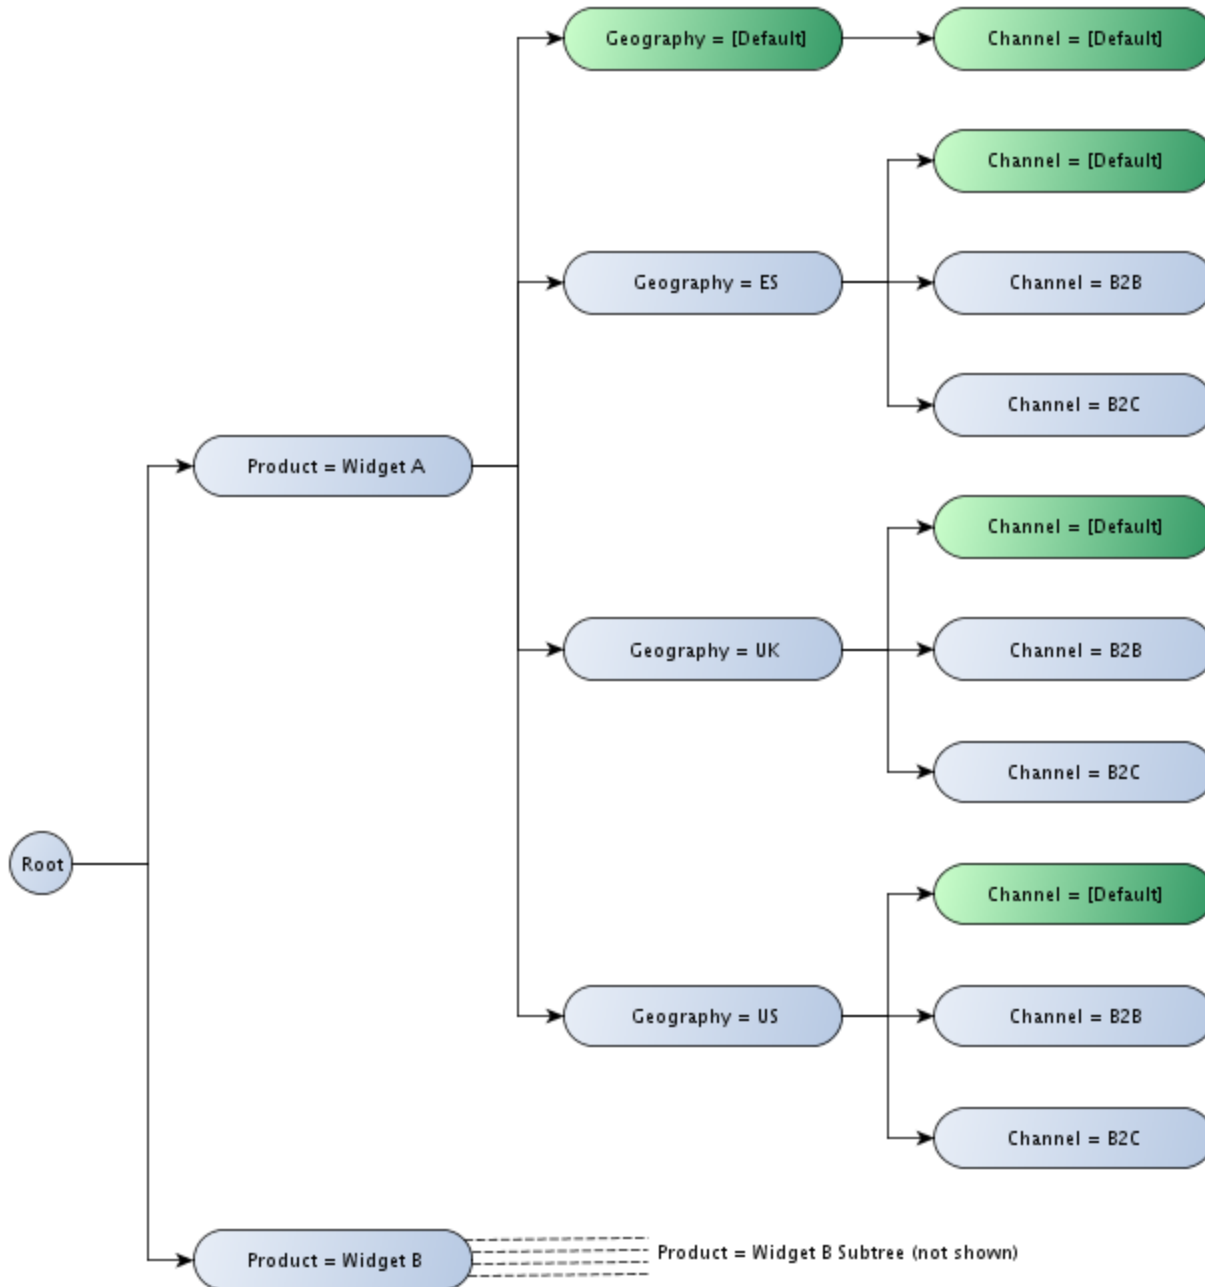 Geography = [Default]
Channel = [Default]
Channel = [Default]
Geography = ES
Channel = B2B
Channel = B2C
Product = Widget A
Channel = [Default]
Geography = UK
Channel = B2B
Channel = B2C
Root
Channel = [Default]
Geography = US
Channel = B2B
Channel = B2C
Product = Widget B
Product = Widget B Subtree (not shown)